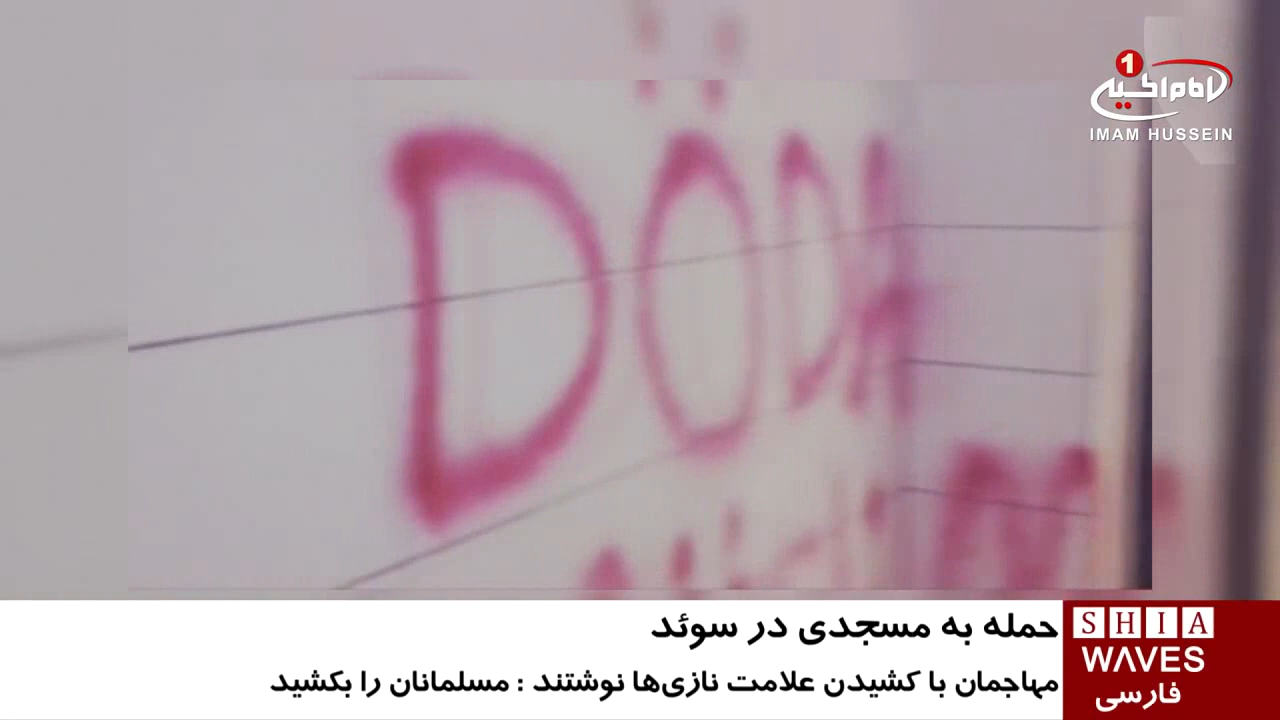 1
امام حسین
IMAM HUSSEIN
DÖDA
حمله به مسجدی در سوئد
مهاجمان با کشیدن علامت نازی‌ها نوشتند : مسلمانان را بکشید
SHIA
WAVES
فارسی